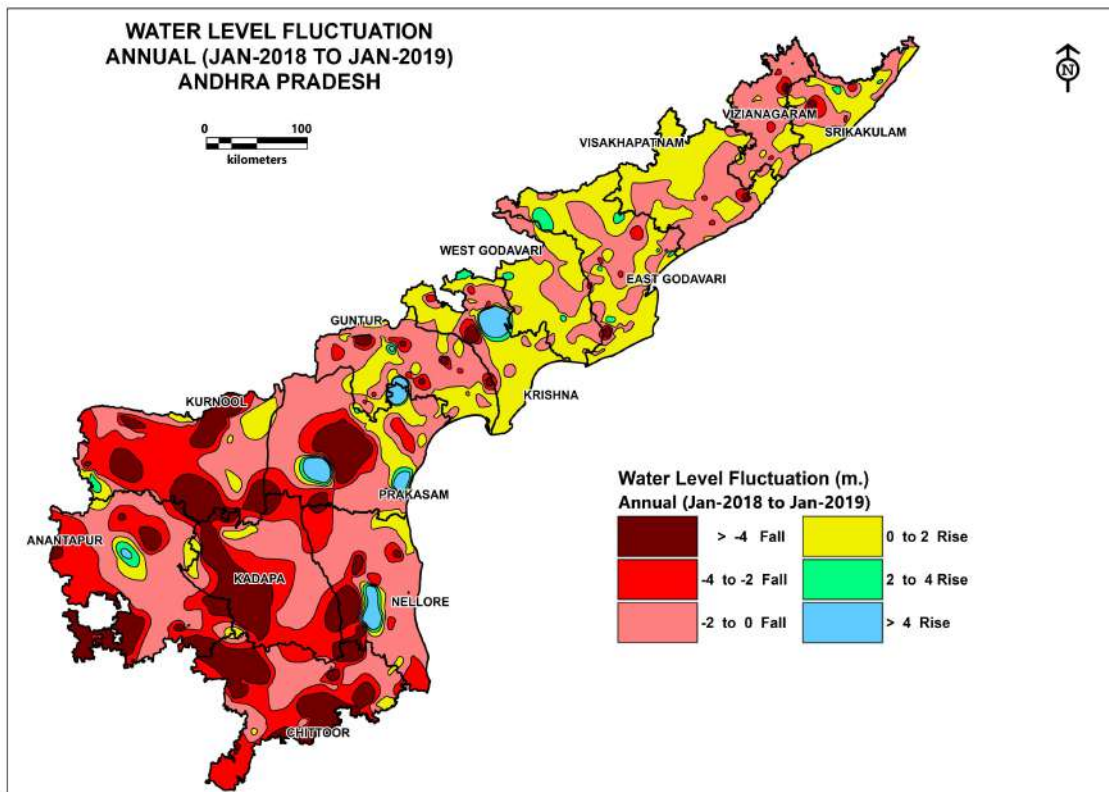 WATER LEVEL FLUCTUATION
ANNUAL (JAN-2018 TO JAN-2019)
ANDHRA PRADESH
0 100
kilometers
N
VIZIANAGARAM
SRIKAKULAM
VISAKHAPATNAM
WEST GODAVARI
EAST GODAVARI
GUNTUR
KRISHNA
KURNOOL
PRAKASAM
ANANTAPUR
KADAPA
NELLORE
CHITTOOR
Water Level Fluctuation (m.)
Annual (Jan-2018 to Jan-2019)
> -4 Fall
0 to 2 Rise
-4 to -2 Fall
2 to 4 Rise
-2 to 0 Fall
> 4 Rise